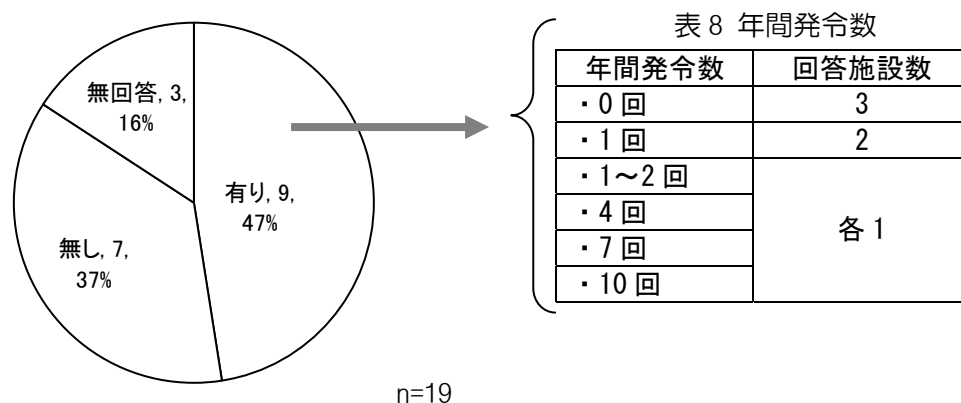 無回答, 3,
16%
有り, 9,
47%
無し, 7,
37%
n=19
表8 年間発令数
年間発令数 回答施設数
・0回 3
・1回 2
・1～2回
・4回
・7回
・10回
各1